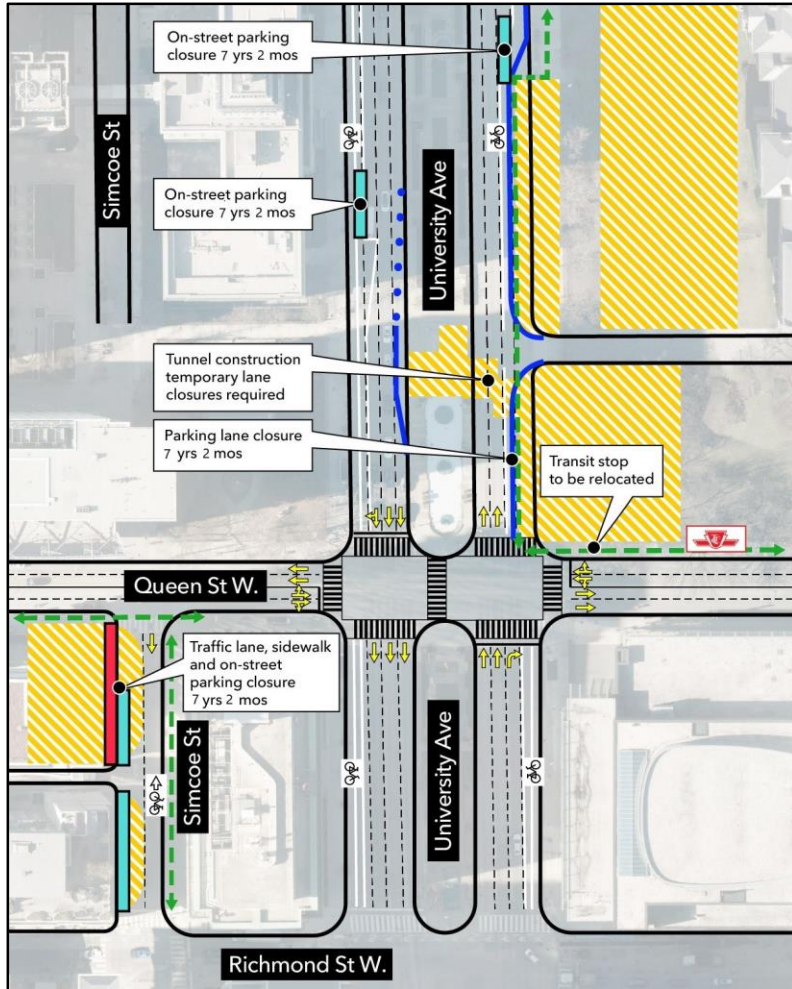 On-street parking
closure 7 yrs 2 mos
Simcoe St
University Ave
On-street parking
closure 7 yrs 2 mos
Tunnel construction
temporary lane
closures required
Parking lane closure
7 yrs 2 mos
Transit stop
to be relocated
Queen St W.
Traffic lane, sidewalk
and on-street
parking closure
7 yrs 2 mos
Simcoe St
University Ave
Richmond St W.